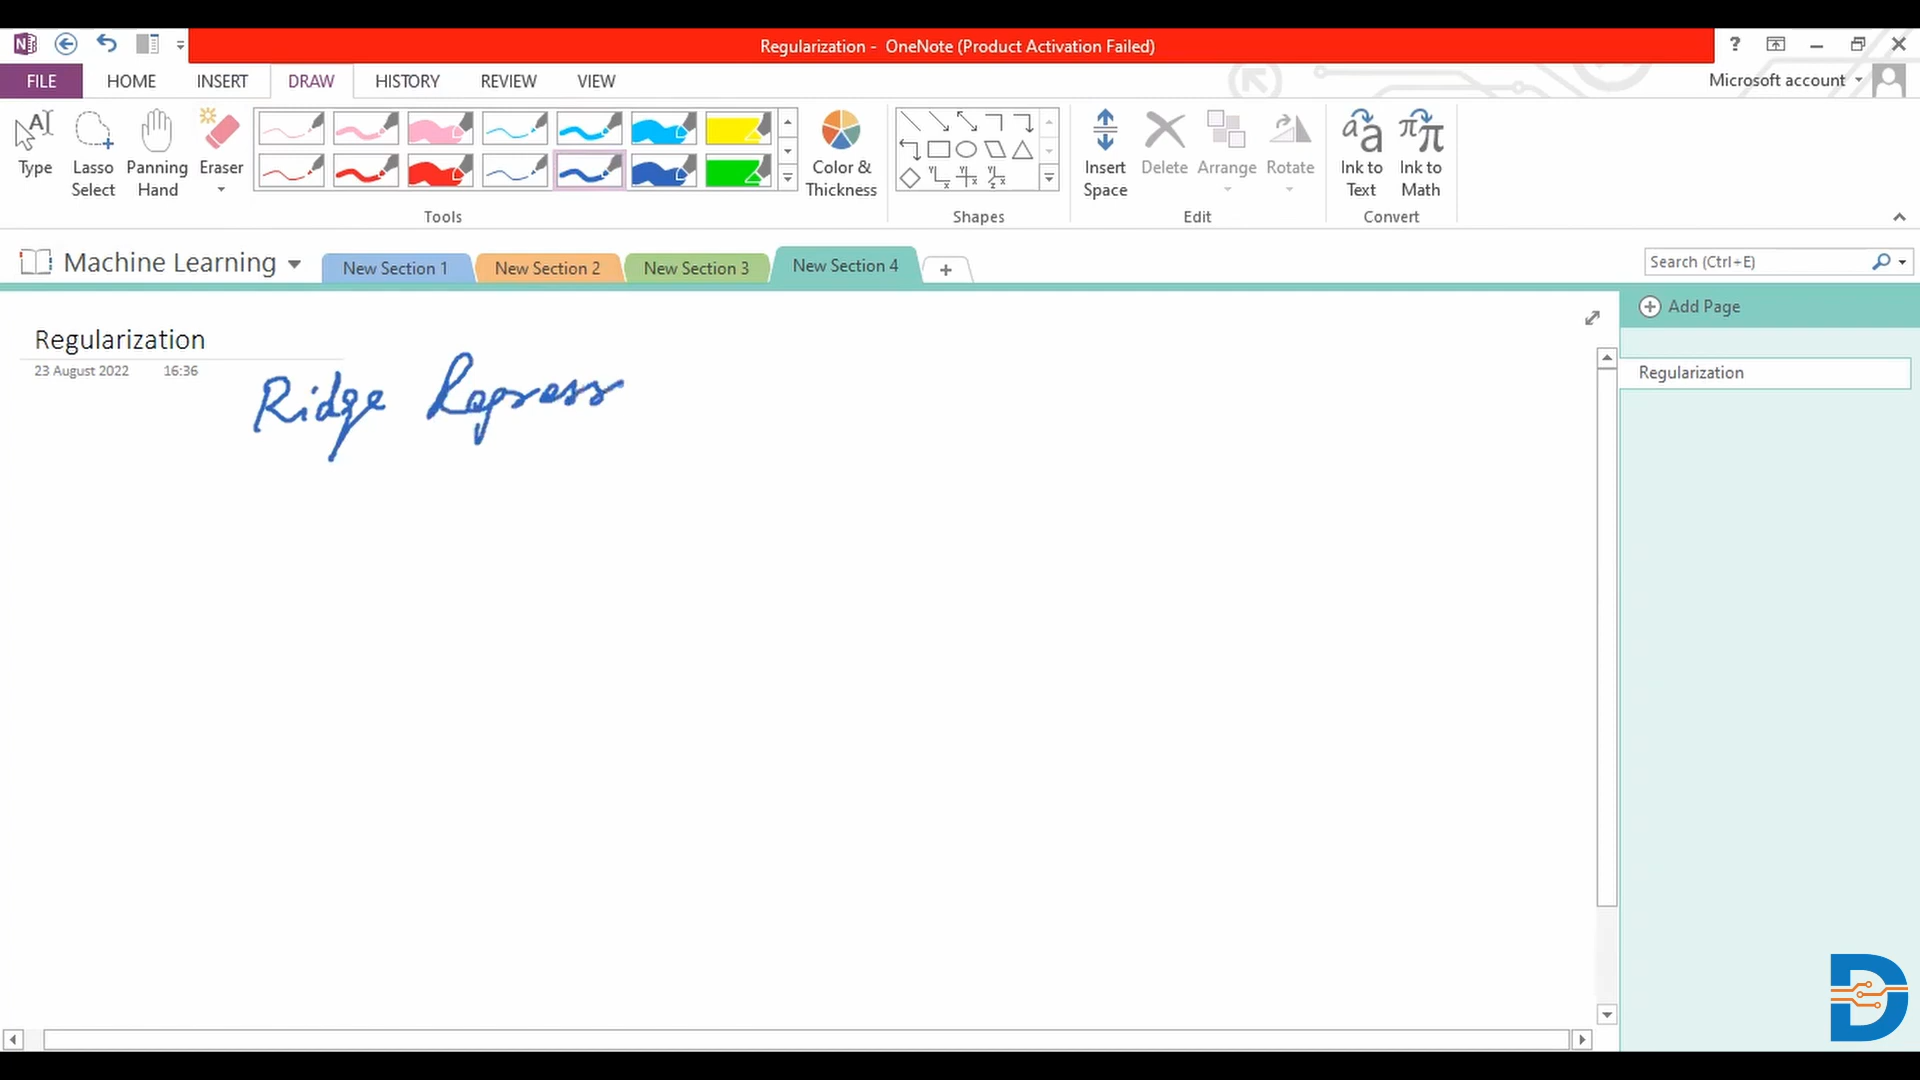 Regularization - OneNote (Product Activation Failed)
?
FILE HOME INSERT DRAW HISTORY REVIEW VIEW
Microsoft account
Type
Lasso Select
Panning Hand
Eraser
Color & Thickness
Insert Space
Delete
Arrange
Rotate
Ink to Text
Ink to Math
Tools
Shapes
Edit
Convert
Machine Learning
New Section 1
New Section 2
New Section 3
New Section 4
+
Search (Ctrl+E)
Add Page
Regularization
23 August 2022 16:36
Regularization
Ridge Regress